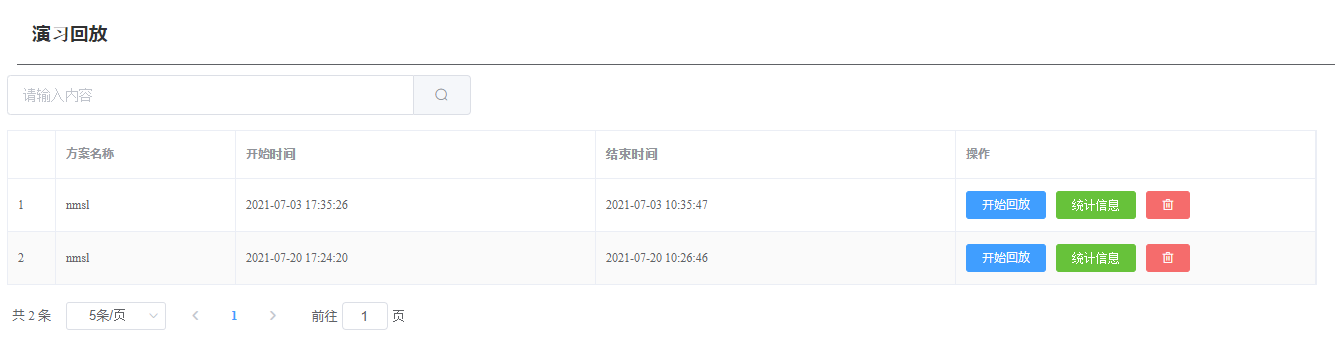 演习回放
请输入内容
方案名称 开始时间 结束时间 操作
1 nmsl 2021-07-03 17:35:26 2021-07-03 10:35:47 开始回放 统计信息
2 nmsl 2021-07-20 17:24:20 2021-07-20 10:26:46 开始回放 统计信息
共 2 条 5条/页 1 前往 1 页